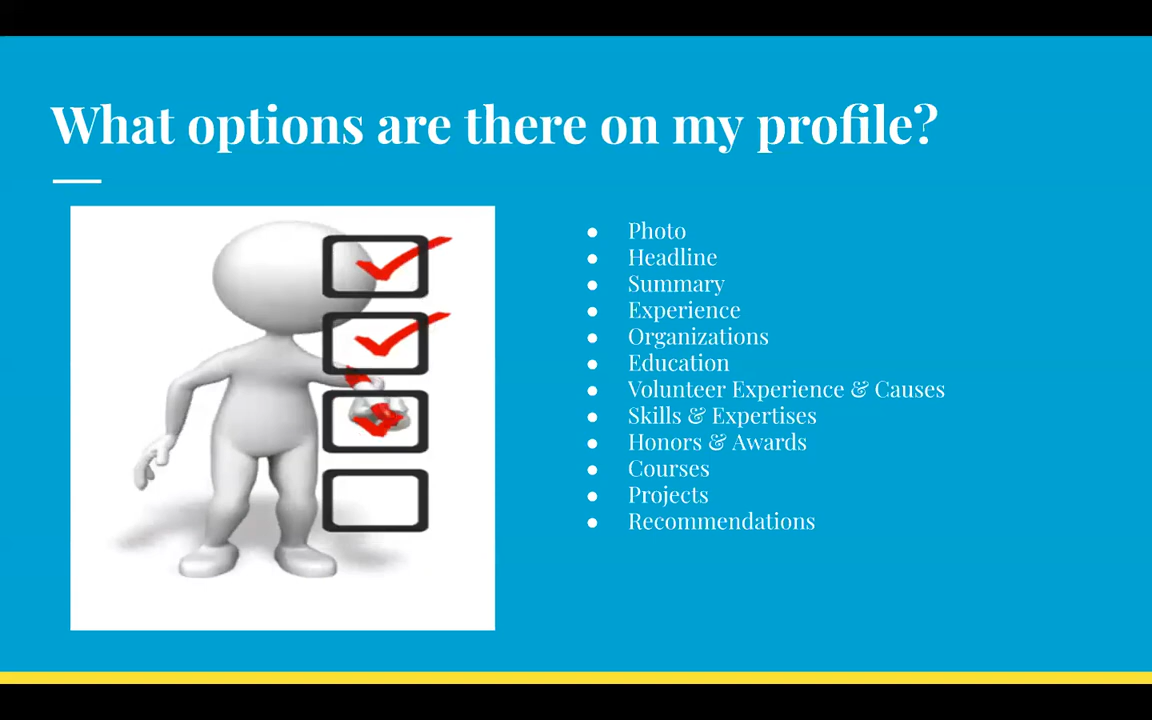 What options are there on my profile?
● Photo
● Headline
● Summary
● Experience
● Organizations
● Education
● Volunteer Experience & Causes
● Skills & Expertises
● Honors & Awards
● Courses
● Projects
● Recommendations